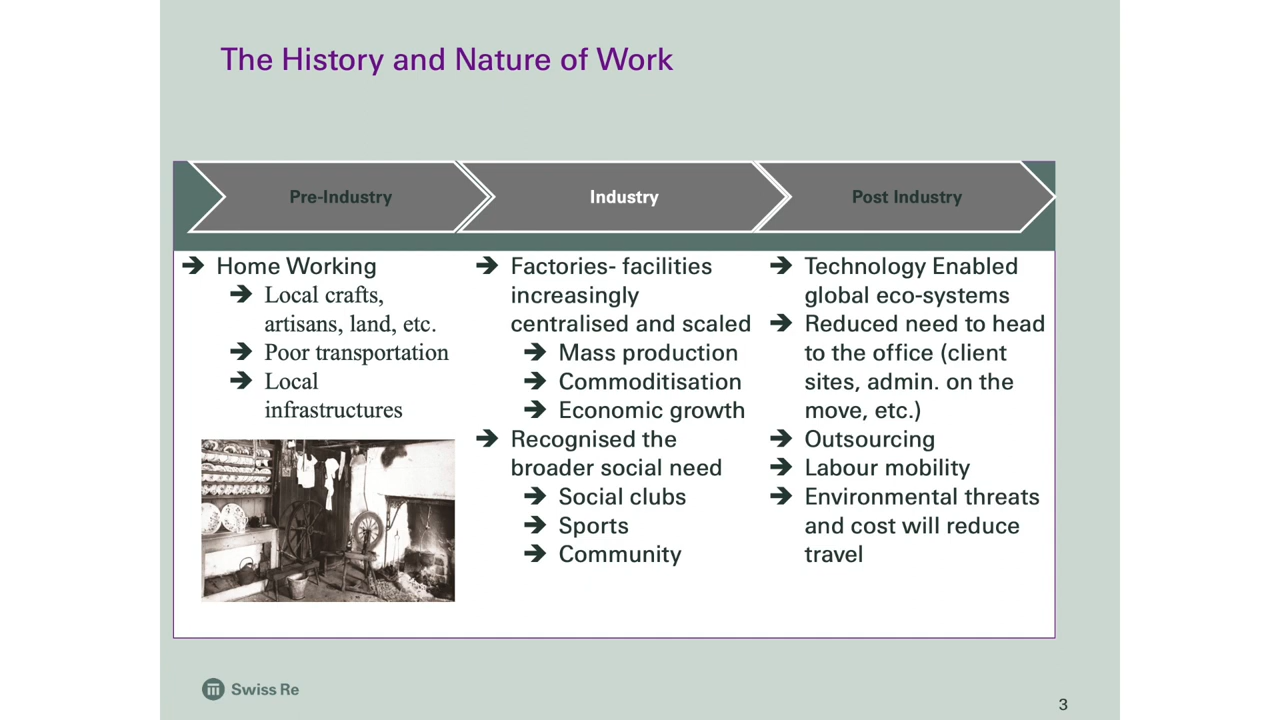 The History and Nature of Work
Pre-Industry
Industry
Post Industry
Home Working
Local crafts,
artisans, land, etc.
Poor transportation
Local
infrastructures
Factories- facilities
increasingly
centralised and scaled
Mass production
Commoditisation
Economic growth
Recognised the
broader social need
Social clubs
Sports
Community
Technology Enabled
global eco-systems
Reduced need to head
to the office (client
sites, admin. on the
move, etc.)
Outsourcing
Labour mobility
Environmental threats
and cost will reduce
travel
Swiss Re
3